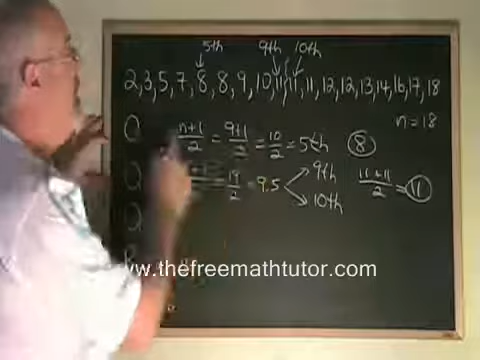 5th 9th 10th
2,3,5,7,8,8,9,10,11,11,11,12,12,13,14,16,17,18
n=18
Q n+1/2 = 9+1/2 = 10/2 = 5th 8
Q 19/2 = 9.5 9th 10th 11+11/2 = 11
Q
www.thefreemathtutor.com